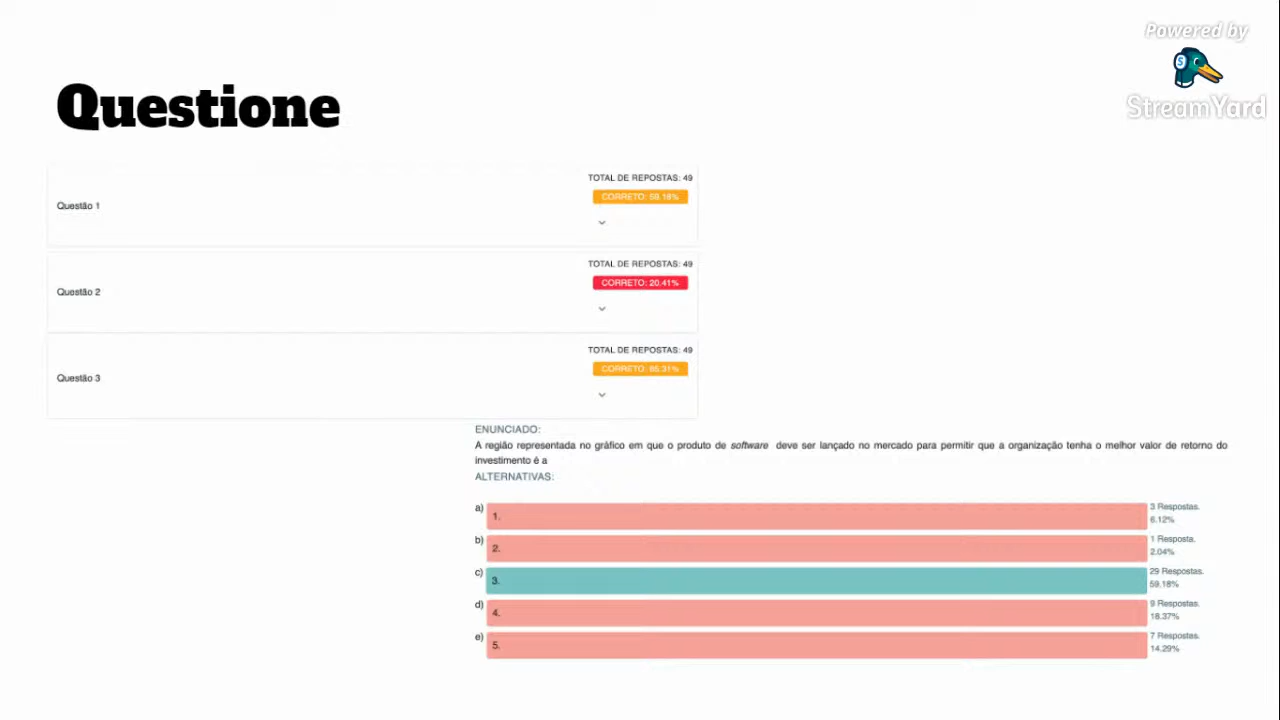 Powered by
StreamYard
Questione
TOTAL DE REPOSTAS: 49
CORRETO: 59.18%
Questão 1
TOTAL DE REPOSTAS: 49
CORRETO: 20.41%
Questão 2
TOTAL DE REPOSTAS: 49
CORRETO: 65.31%
Questão 3
ENUNCIADO:
A região representada no gráfico em que o produto de software deve ser lançado no mercado para permitir que a organização tenha o melhor valor de retorno do
investimento é a
ALTERNATIVAS:
a) 1. 3 Respostas.
6.12%
b) 2. 1 Resposta.
2.04%
c) 3. 29 Respostas.
59.18%
d) 4. 9 Respostas.
18.37%
e) 5. 7 Respostas.
14.29%